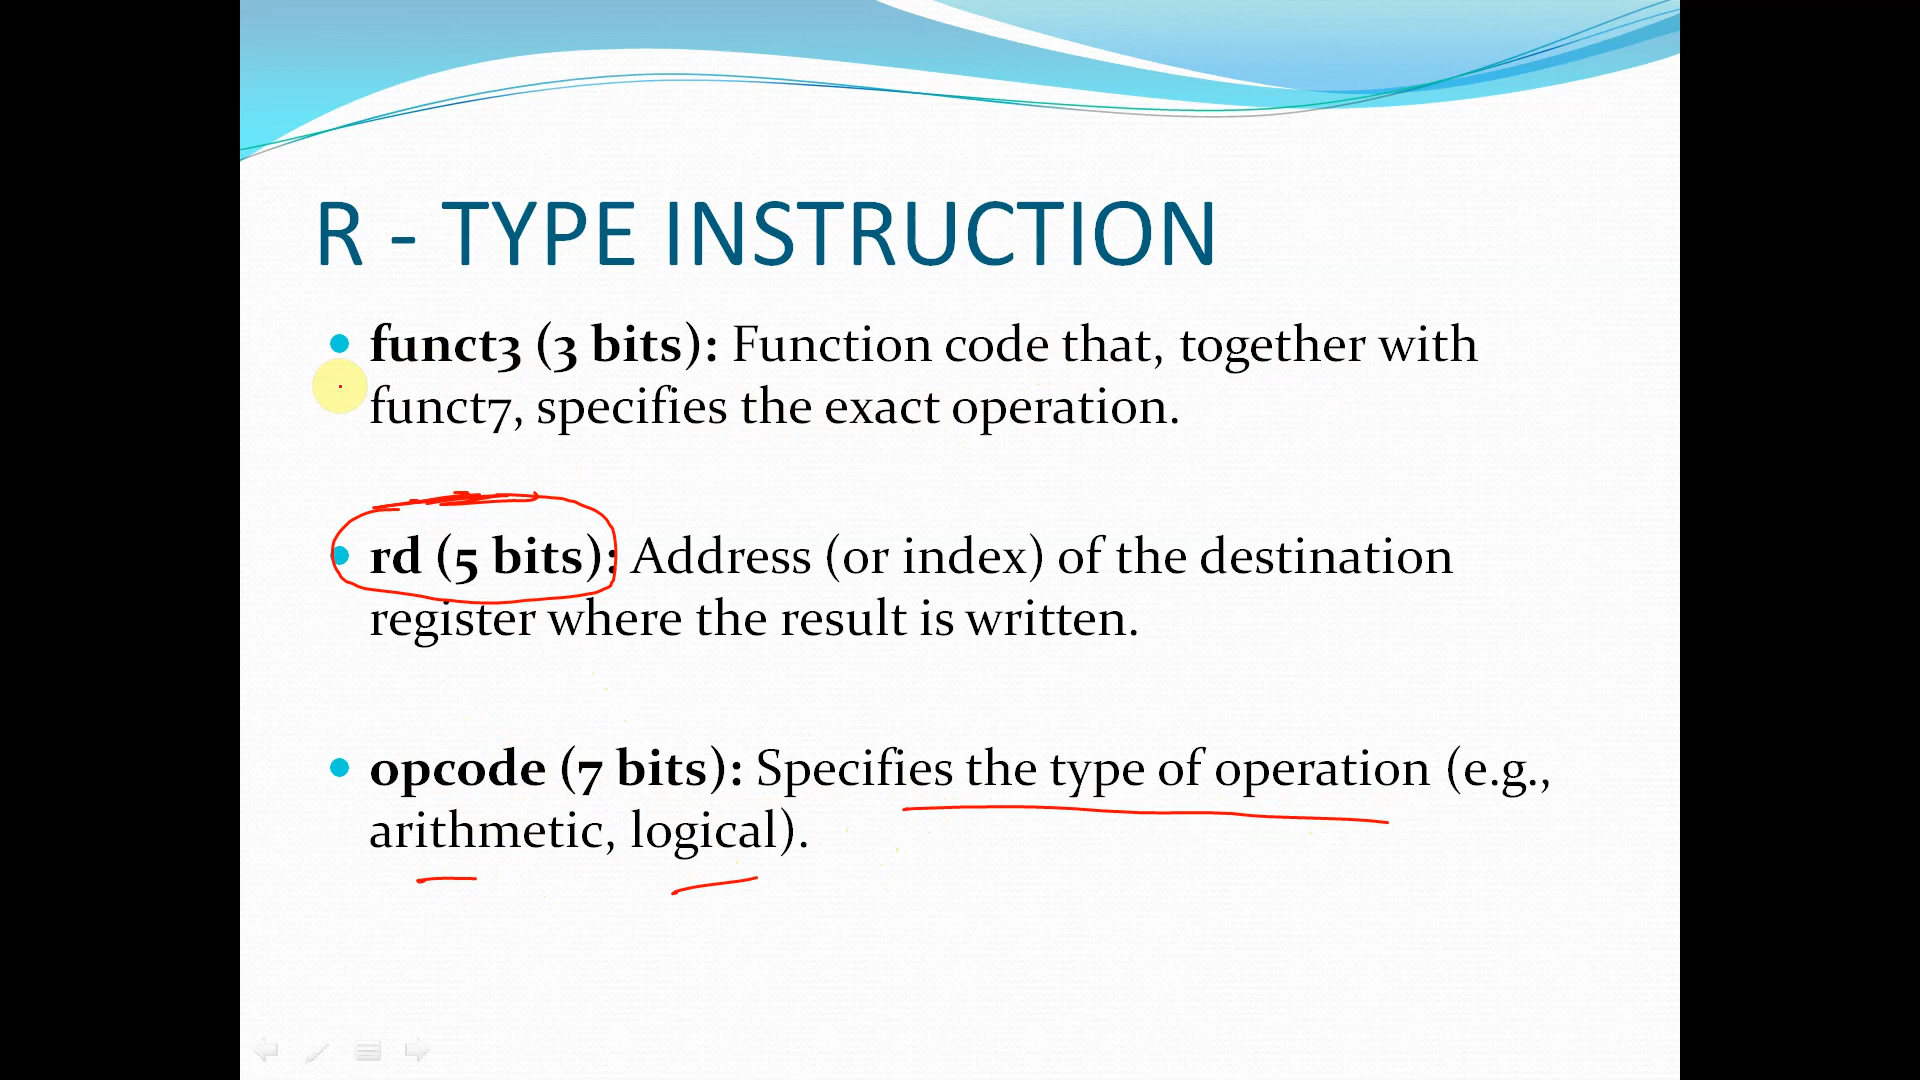 R - TYPE INSTRUCTION
• funct3 (3 bits): Function code that, together with
funct7, specifies the exact operation.
• rd (5 bits): Address (or index) of the destination
register where the result is written.
• opcode (7 bits): Specifies the type of operation (e.g.,
arithmetic, logical).